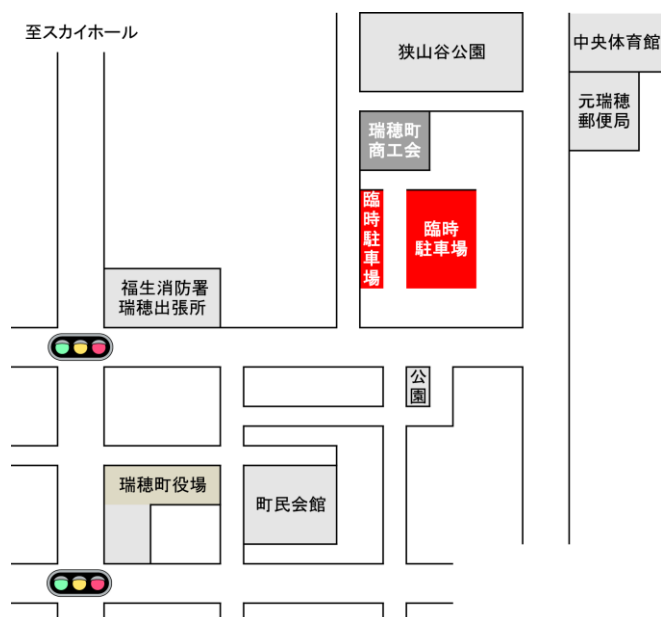 至スカイホール
狭山谷公園
中央体育館
元瑞穂
郵便局
瑞穂町
商工会
臨時駐車場
臨時
駐車場
福生消防署
瑞穂出張所
公園
瑞穂町役場
町民会館